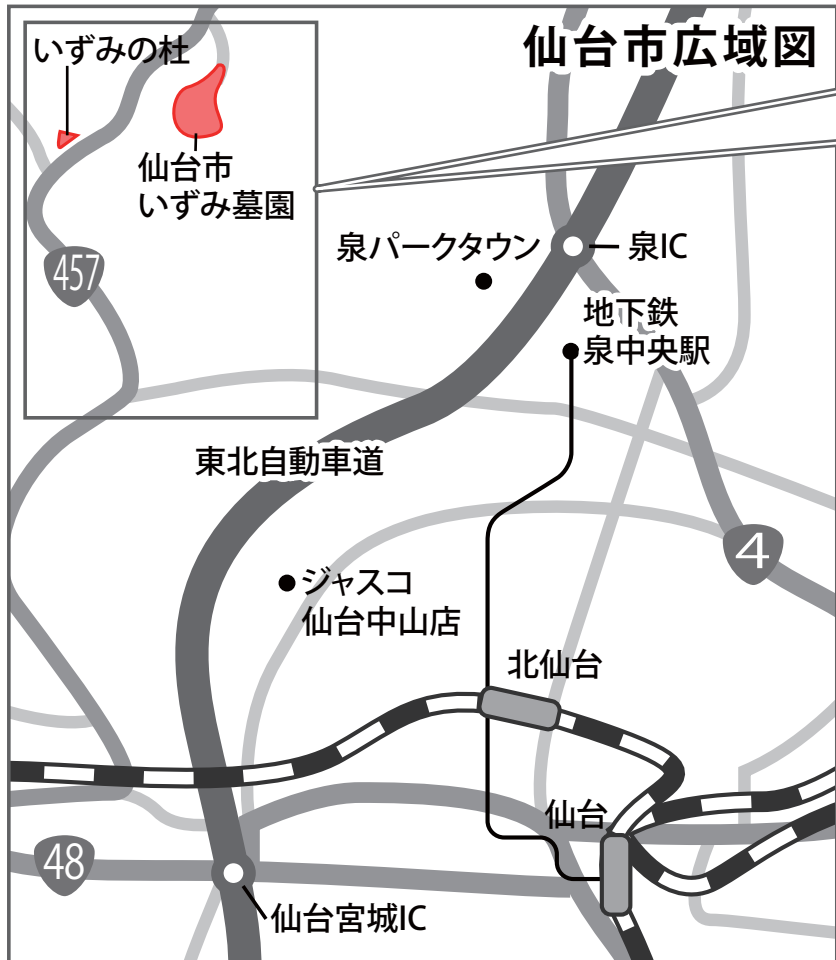 仙台市広域図
いずみの杜
仙台市
いずみ墓園
457
泉パークタウン
泉IC
地下鉄
泉中央駅
東北自動車道
4
ジャスコ
仙台中山店
北仙台
仙台
48
仙台宮城IC